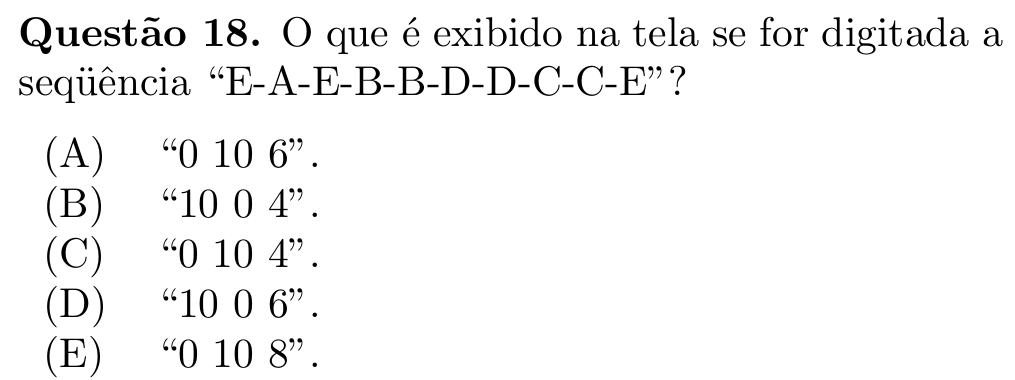 Questão 18. O que é exibido na tela se for digitada a
seqüência “E-A-E-B-B-D-D-C-C-E”?
(A) “0 10 6”.
(B) “10 0 4”.
(C) “0 10 4”.
(D) “10 0 6”.
(E) “0 10 8”.